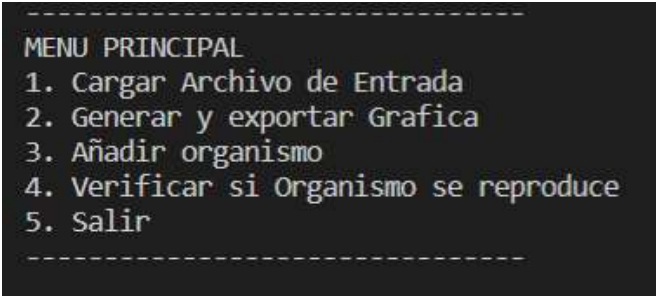 ---------------------------------
MENU PRINCIPAL
1. Cargar Archivo de Entrada
2. Generar y exportar Grafica
3. Añadir organismo
4. Verificar si Organismo se reproduce
5. Salir
---------------------------------